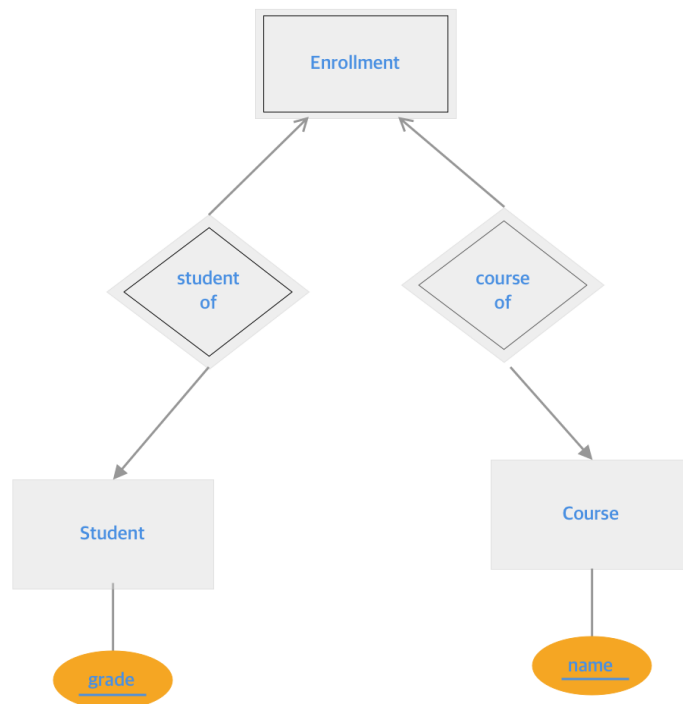 Enrollment
student
of
course
of
Student
Course
grade
name